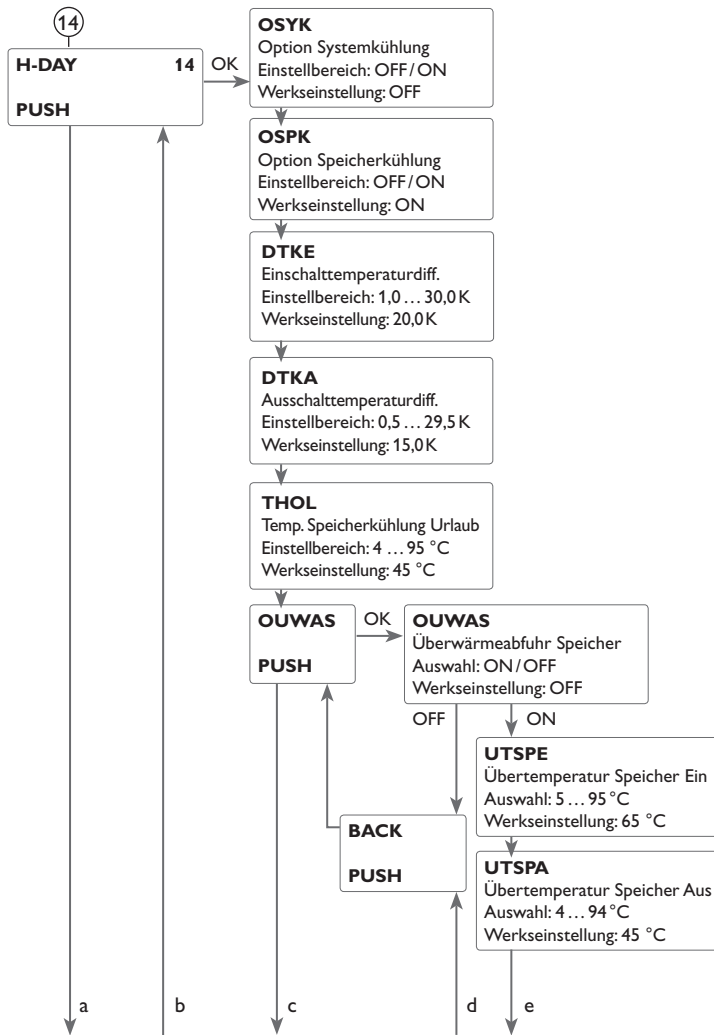 14
H-DAY 14
PUSH
OK
OSYK
Option Systemkühlung
Einstellbereich: OFF/ON
Werkseinstellung: OFF
OSPK
Option Speicherkühlung
Einstellbereich: OFF/ON
Werkseinstellung: ON
DTKE
Einschalttemperaturdiff.
Einstellbereich: 1,0 … 30,0 K
Werkseinstellung: 20,0 K
DTKA
Ausschalttemperaturdiff.
Einstellbereich: 0,5 … 29,5 K
Werkseinstellung: 15,0 K
THOL
Temp. Speicherkühlung Urlaub
Einstellbereich: 4 … 95 °C
Werkseinstellung: 45 °C
OUWAS
PUSH
OK
OUWAS
Überwärmeabfuhr Speicher
Auswahl: ON/OFF
Werkseinstellung: OFF
OFF
ON
UTSPE
Übertemperatur Speicher Ein
Auswahl: 5 … 95 °C
Werkseinstellung: 65 °C
BACK
PUSH
UTSPA
Übertemperatur Speicher Aus
Auswahl: 4 … 94 °C
Werkseinstellung: 45 °C
a b c d e